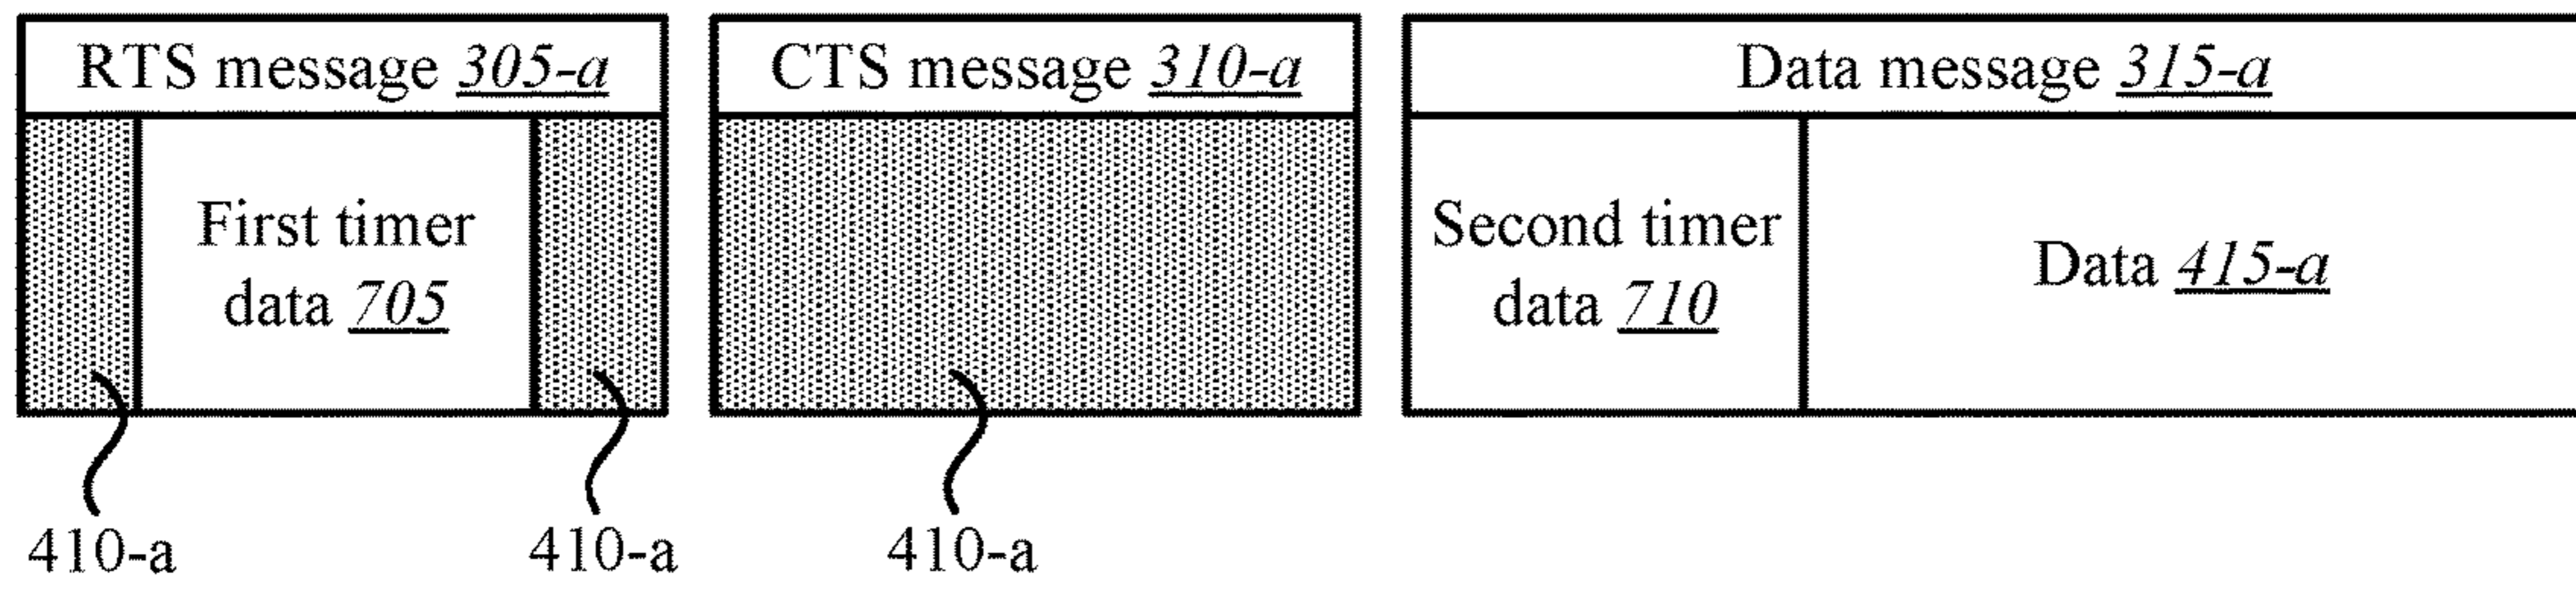 RTS message 305-a
CTS message 310-a
Data message 315-a
First timer
data 705
Second timer
data 710
Data 415-a
410-a
410-a
410-a